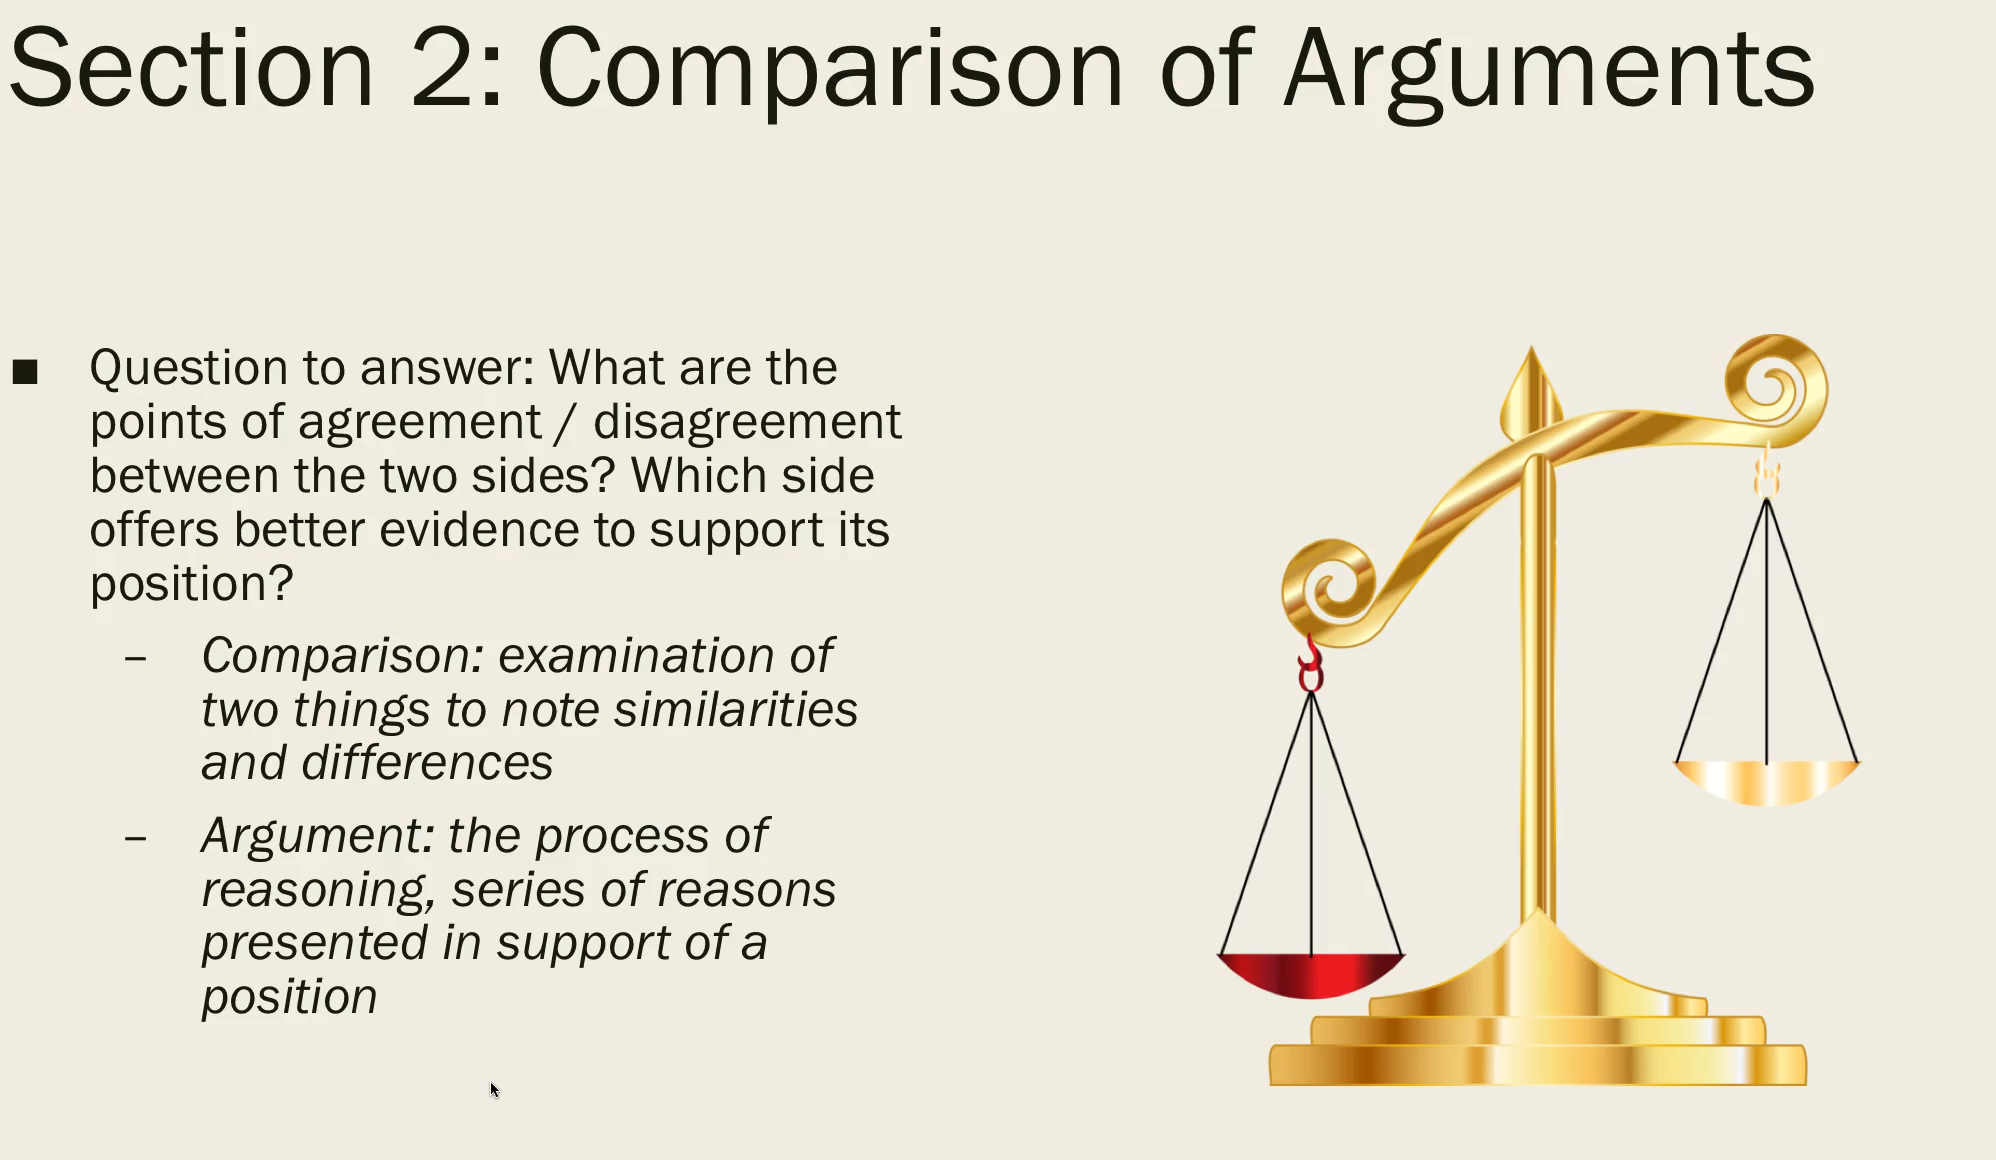 Section 2: Comparison of Arguments
■ Question to answer: What are the
points of agreement / disagreement
between the two sides? Which side
offers better evidence to support its
position?
– Comparison: examination of
two things to note similarities
and differences
– Argument: the process of
reasoning, series of reasons
presented in support of a
position